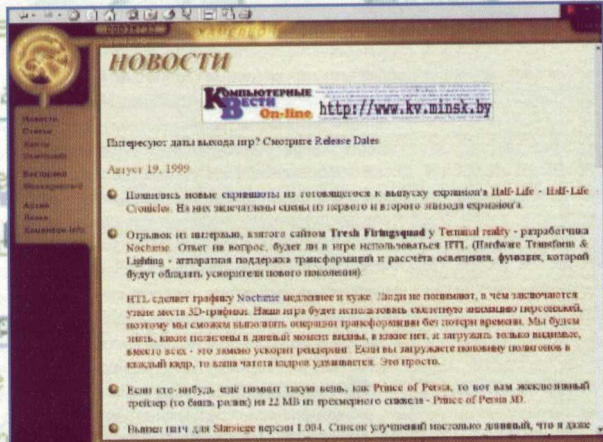 НОВОСТИ
КОМПЬЮТЕРНЫЕ
ВЕСТИ
On-line
http://www.kv.minsk.by
Интересуют даты выхода игр? Смотрите Release Dates
Август 19, 1999
Появились новые скриншоты из готовящегося к выпуску expansion'а Half-Life - Half-Life
Cronicles. На них запечатлены сцены из первого и второго эпизода expansion'а.
Отрывок из интервью, взятого сайтом Tresh Firingsquad у Terminal reality - разработчика
Nocturne. Ответ на вопрос, будет ли в игре использоваться HTL (Hardware Transform &
Lighting - аппаратная поддержка трансформаций и рассчёта освещения, функция, которой
будут обладать ускорители нового поколения).
HTL сделает графику Nocturne медлоннее и хуже. Люди не понимают, в чем заключаются
узкие места 3D-графики. Наша игра будет использовать скелетную анимацию персонажей,
поэтому мы сможем выполнять операции трансформации без потери времени. Мы будем
знать, какие полигоны в данный момент видны, а какие нет, и загружать только видимые,
вместо всех - это заметно ускорит рендеринг. Если вы загружаете половину полигонов в
каждый кадр, то ваша частота кадров удваивается. Это просто.
Если кто-нибудь ещё помнит такую вещь, как Prince of Persia, то вот вам эксклюзивный
трейлер (то бишь ролик) на 22 MB из трехмерного сиквела - Prince of Persia 3D.
Вышел патч для Starsiege версии 1.004. Список улучшений настолько длинный, что я даже
Новости
Статьи
Downloads
Викторина
Messageboard
Архив
Линки